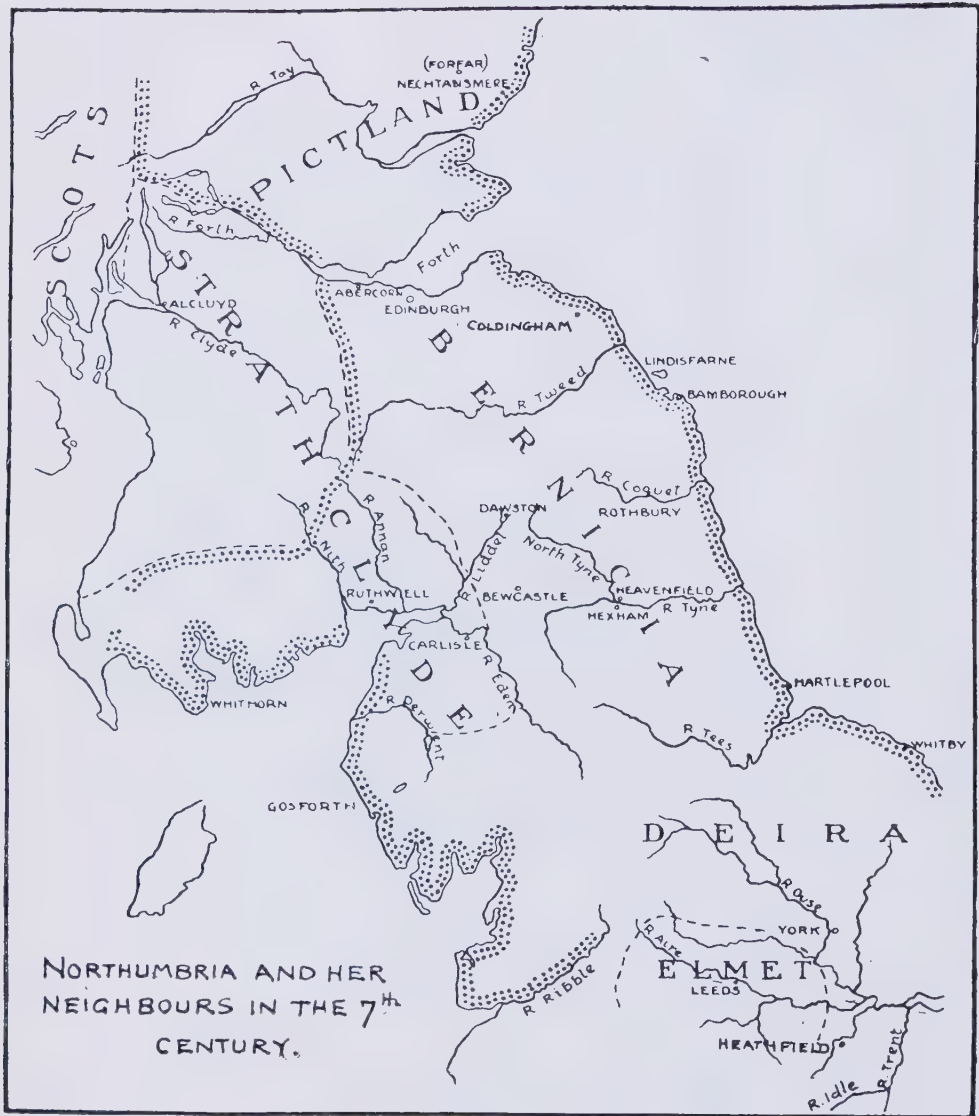 (FORFAR)
NECHTANSMERE
R Tay
PICTLAND
SCOTS
R Forth
Forth
STRATHCLYDE
ABERCORN
EDINBURGH
ALCLUYD
R Clyde
COLDINGHAM
BERNICIA
LINDISFARNE
BAMBOROUGH
R Tweed
R Coquet
ROTHBURY
DAWSTON
R Annan
R Nith
R Liddel
North Tyne
HEAVENFIELD
RUTHWELL
BEWCASTLE
HEXHAM
R Tyne
CARLISLE
R Eden
WHITHORN
R Derwent
HARTLEPOOL
R Tees
WHITBY
GOSFORTH
DEIRA
R Ouse
YORK
R Aire
ELMET
LEEDS
R Ribble
HEATHFIELD
R. Trent
R. Idle
NORTHUMBRIA AND HER
NEIGHBOURS IN THE 7th
CENTURY.